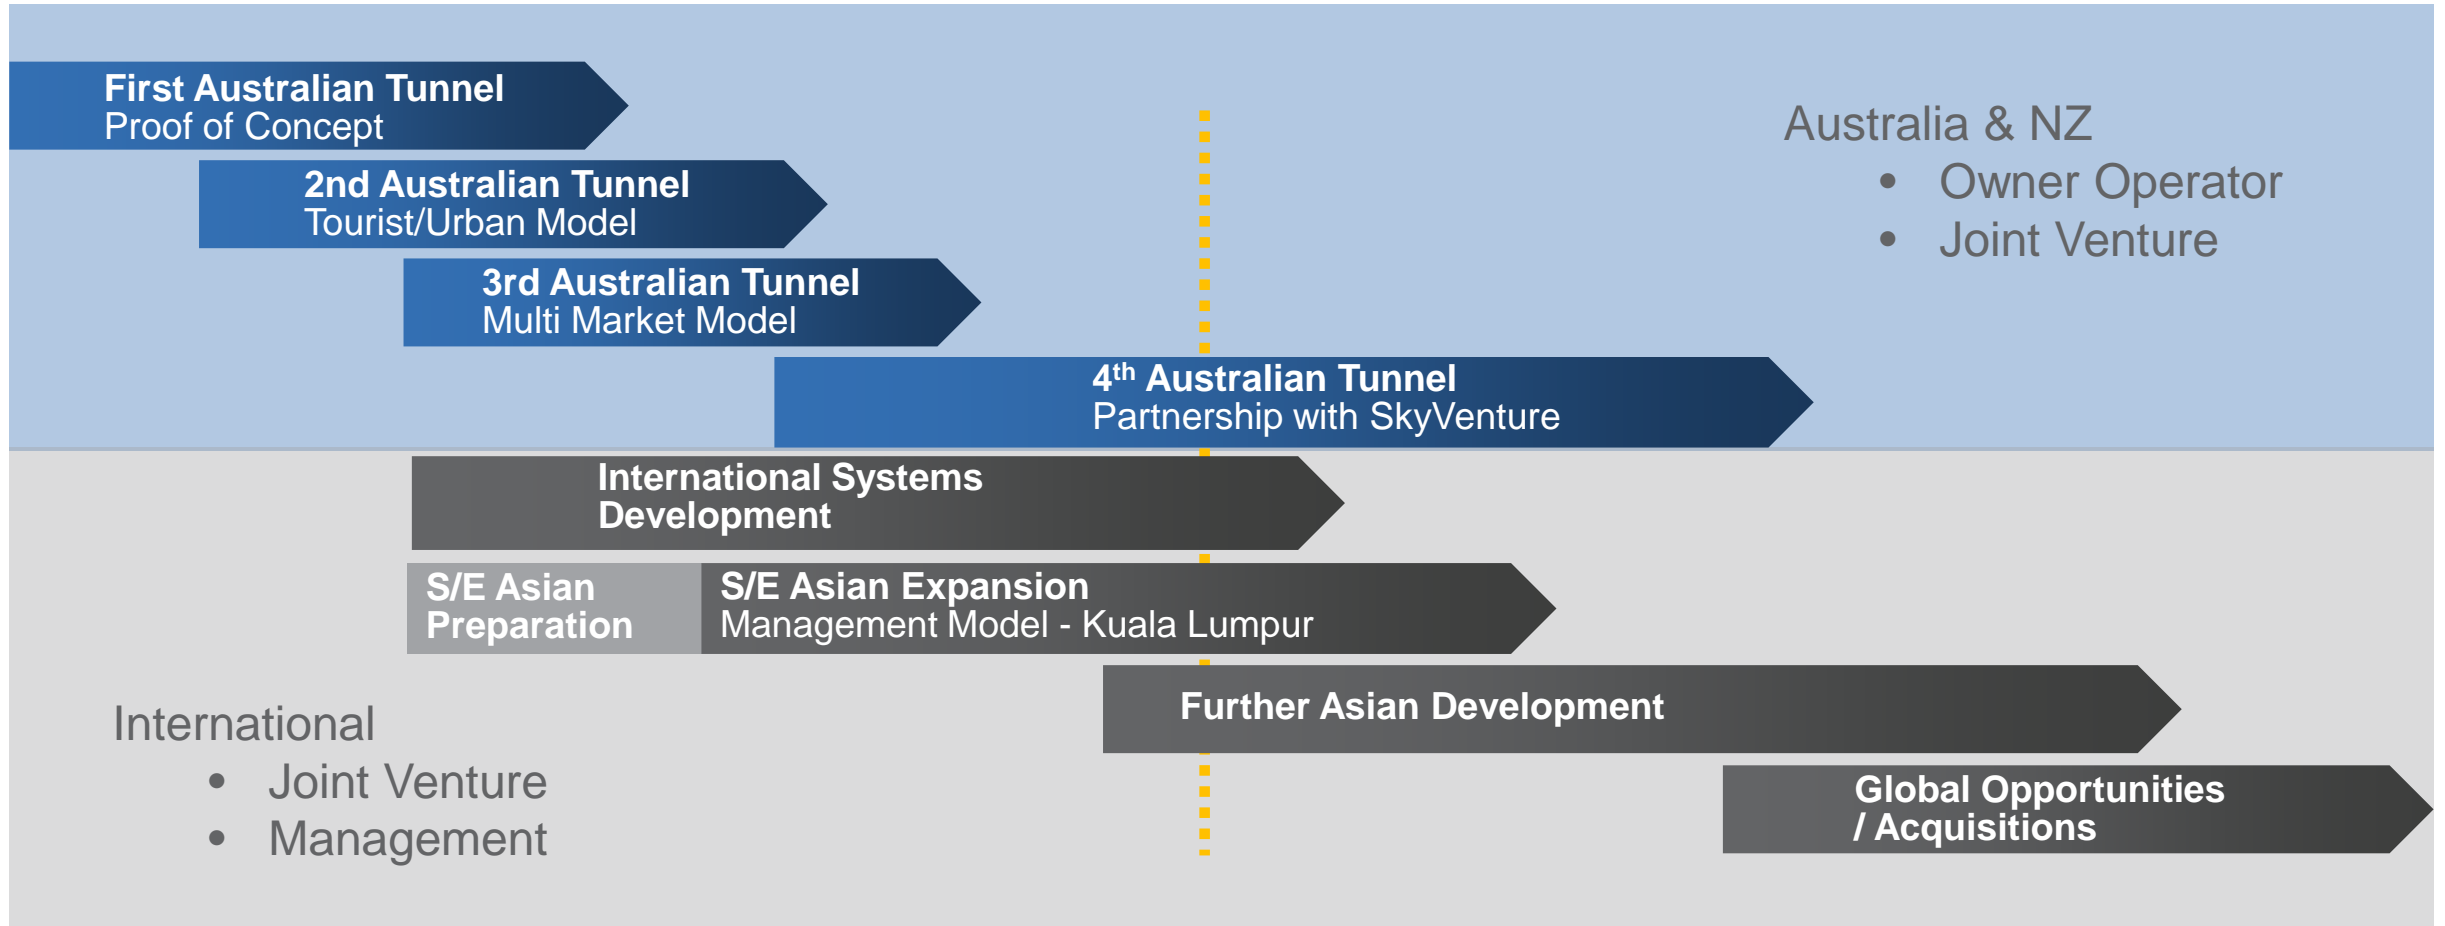 First Australian Tunnel
Proof of Concept
2nd Australian Tunnel
Tourist/Urban Model
3rd Australian Tunnel
Multi Market Model
4th Australian Tunnel
Partnership with SkyVenture
Australia & NZ
• Owner Operator
• Joint Venture
International Systems
Development
S/E Asian
Preparation
S/E Asian Expansion
Management Model - Kuala Lumpur
Further Asian Development
Global Opportunities
/ Acquisitions
International
• Joint Venture
• Management